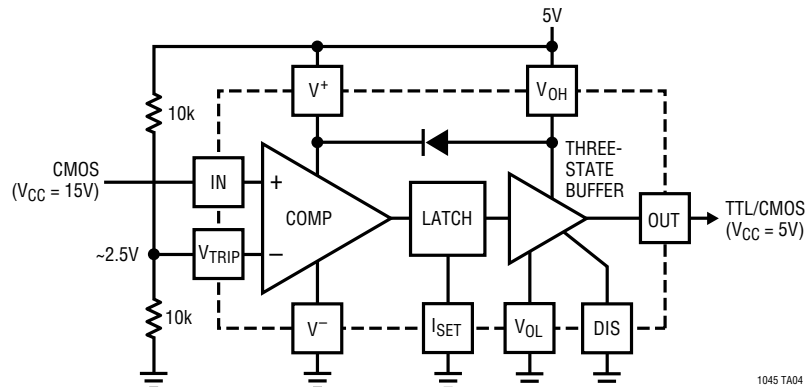 5V
V+
VOH
10k
THREE-
STATE
BUFFER
CMOS
(VCC = 15V)
IN
+
COMP
LATCH
OUT
TTL/CMOS
(VCC = 5V)
~2.5V
VTRIP
−
10k
V−
ISET
VOL
DIS
1045 TA04